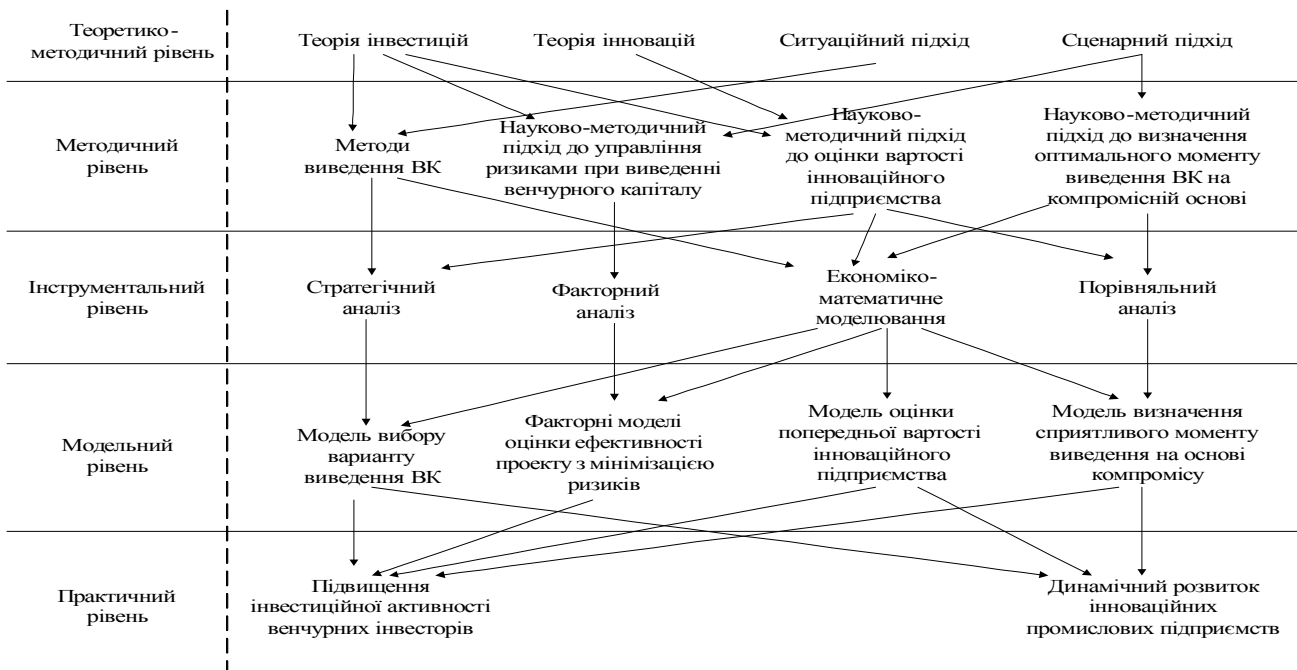 Теоретико-
методичний рівень
Теорія інвестицій
Теорія інновацій
Ситуаційний підхід
Сценарний підхід
Методичний
рівень
Методи
виведення ВК
Науково-методичний
підхід до управління
ризиками при виведенні
венчурного капіталу
Науково-
методичний підхід
до оцінки вартості
інноваційного
підприємства
Науково-методичний
підхід до визначення
оптимального моменту
виведення ВК на
компромісній основі
Інструментальний
рівень
Стратегічний
аналіз
Факторний
аналіз
Економіко-
математичне
моделювання
Порівняльний
аналіз
Модельний
рівень
Модель вибору
варианту
виведення ВК
Факторні моделі
оцінки ефективності
проекту з мінімізацією
ризиків
Модель оцінки
попередньої вартості
інноваційного
підприємства
Модель визначення
сприятливого моменту
виведення на основі
компромісу
Практичний
рівень
Підвищення
інвестиційної активності
венчурних інвесторів
Динамічний розвиток
інноваційних
промислових підприємств